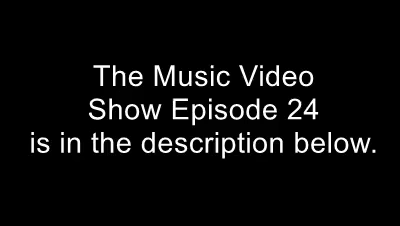 The Music Video
Show Episode 24
is in the description below.